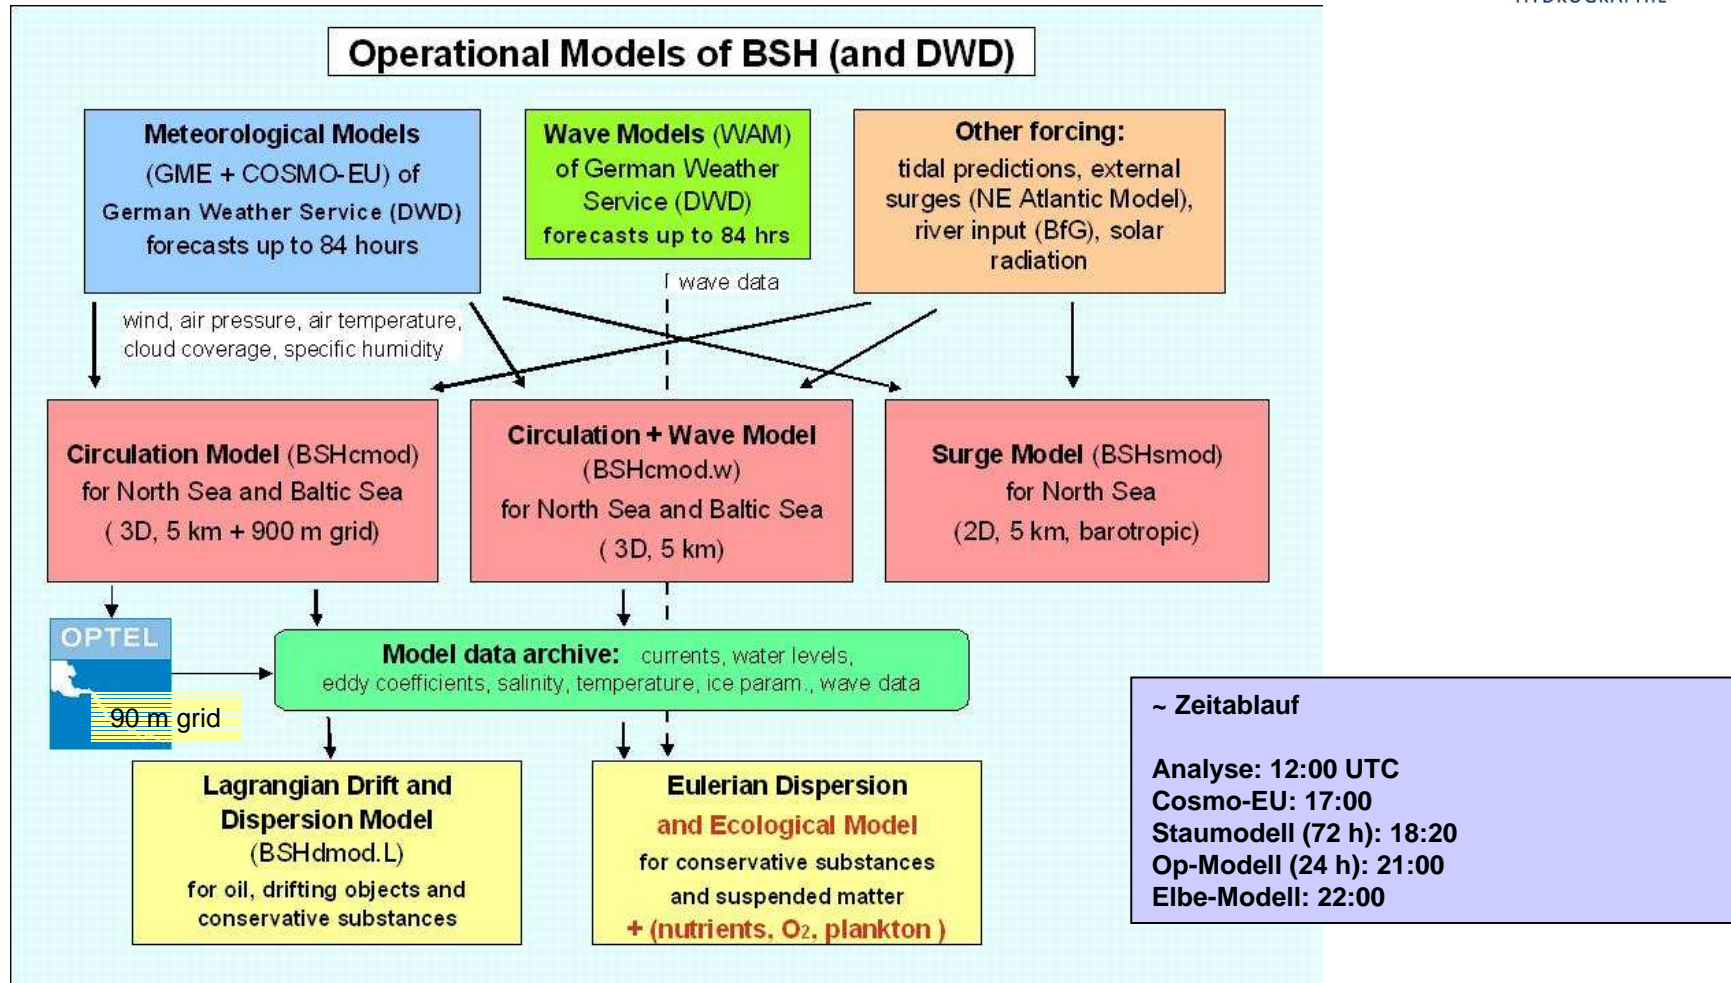 Operational Models of BSH (and DWD)
Meteorological Models
(GME + COSMO-EU) of
German Weather Service (DWD)
forecasts up to 84 hours
Wave Models (WAM)
of German Weather
Service (DWD)
forecasts up to 84 hrs
Other forcing:
tidal predictions, external
surges (NE Atlantic Model),
river input (BfG), solar
radiation
wave data
wind, air pressure, air temperature,
cloud coverage, specific humidity
Circulation Model (BSHcmod)
for North Sea and Baltic Sea
( 3D, 5 km + 900 m grid)
Circulation + Wave Model
(BSHcmod.w)
for North Sea and Baltic Sea
( 3D, 5 km)
Surge Model (BSHsmod)
for North Sea
(2D, 5 km, barotropic)
OPTEL
90 m grid
Model data archive: currents, water levels,
eddy coefficients, salinity, temperature, ice param., wave data
Lagrangian Drift and
Dispersion Model
(BSHdmod.L)
for oil, drifting objects and
conservative substances
Eulerian Dispersion
and Ecological Model
for conservative substances
and suspended matter
+ (nutrients, O₂, plankton )
~ Zeitablauf
Analyse: 12:00 UTC
Cosmo-EU: 17:00
Staumodell (72 h): 18:20
Op-Modell (24 h): 21:00
Elbe-Modell: 22:00